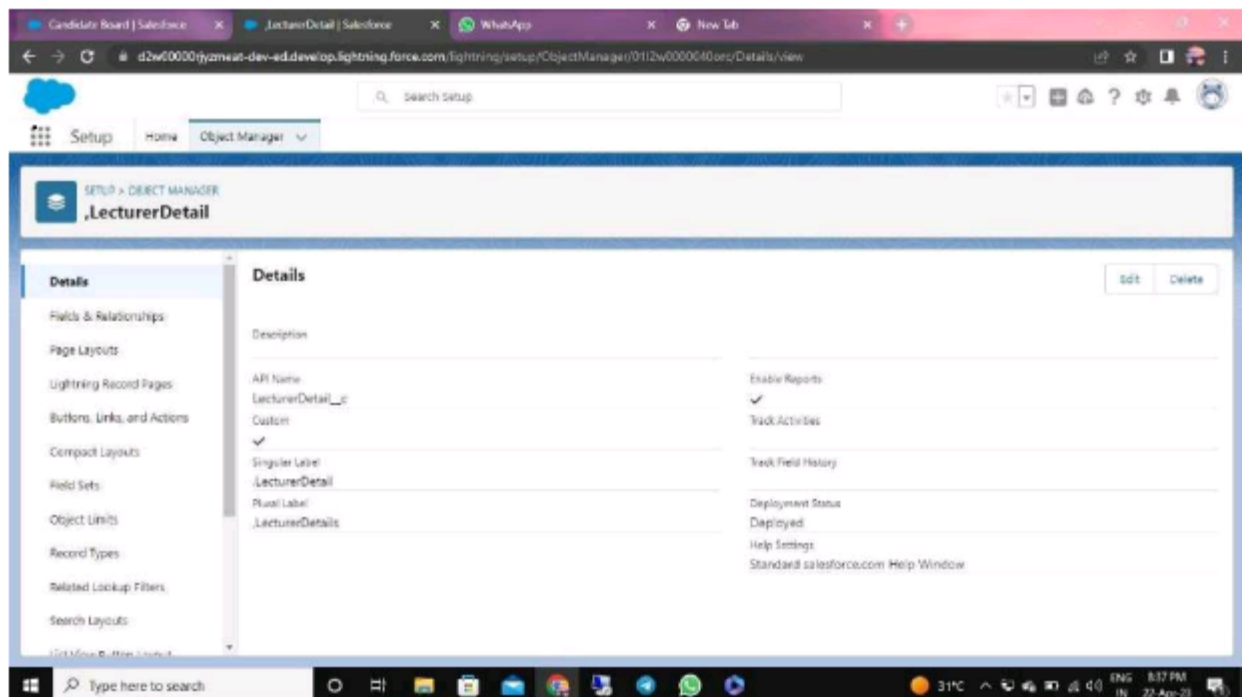 Candidate Board | Salesforce
,LecturerDetail | Salesforce
WhatsApp
New Tab
Search Setup
Setup
Home
Object Manager
SETUP > OBJECT MANAGER
,LecturerDetail
Details
Fields & Relationships
Page Layouts
Lightning Record Pages
Buttons, Links, and Actions
Compact Layouts
Field Sets
Object Limits
Record Types
Related Lookup Filters
Search Layouts
Details
Edit
Delete
Description
API Name
LecturerDetail__c
Custom
Singular Label
,LecturerDetail
Plural Label
,LecturerDetails
Enable Reports
Track Activities
Track Field History
Deployment Status
Deployed
Help Settings
Standard salesforce.com Help Window
Type here to search
31°C
ENG
8:37 PM
IN